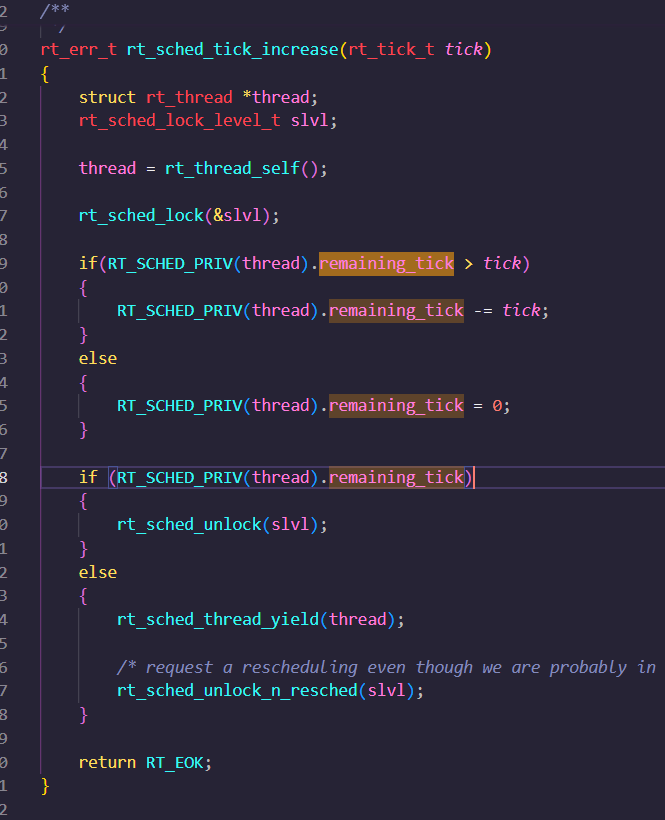 2 /**
9 */
0 rt_err_t rt_sched_tick_increase(rt_tick_t tick)
1 {
2     struct rt_thread *thread;
3     rt_sched_lock_level_t slvl;
4
5     thread = rt_thread_self();
6
7     rt_sched_lock(&slvl);
8
9     if(RT_SCHED_PRIV(thread).remaining_tick > tick)
0     {
1         RT_SCHED_PRIV(thread).remaining_tick -= tick;
2     }
3     else
4     {
5         RT_SCHED_PRIV(thread).remaining_tick = 0;
6     }
7
8     if (RT_SCHED_PRIV(thread).remaining_tick)
9     {
0         rt_sched_unlock(slvl);
1     }
2     else
3     {
4         rt_sched_thread_yield(thread);
5
6         /* request a rescheduling even though we are probably in
7         rt_sched_unlock_n_resched(slvl);
8     }
9
0     return RT_EOK;
1 }
2